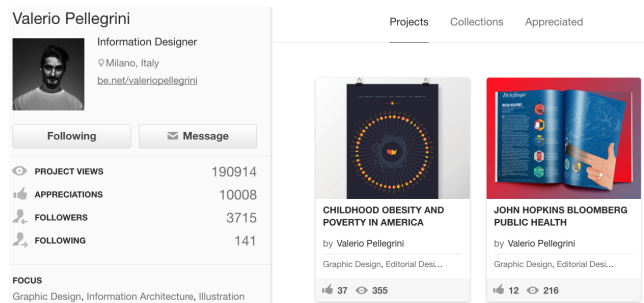 Valerio Pellegrini
Information Designer
Milano, Italy
be.net/valeriopellegrini
Following
Message
PROJECT VIEWS 190914
APPRECIATIONS 10008
FOLLOWERS 3715
FOLLOWING 141
FOCUS
Graphic Design, Information Architecture, Illustration
Projects Collections Appreciated
CHILDHOOD OBESITY AND
POVERTY IN AMERICA
by Valerio Pellegrini
Graphic Design, Editorial Desi...
37 355
Briefings
JOHN HOPKINS BLOOMBERG
PUBLIC HEALTH
by Valerio Pellegrini
Graphic Design, Editorial Desi...
12 216